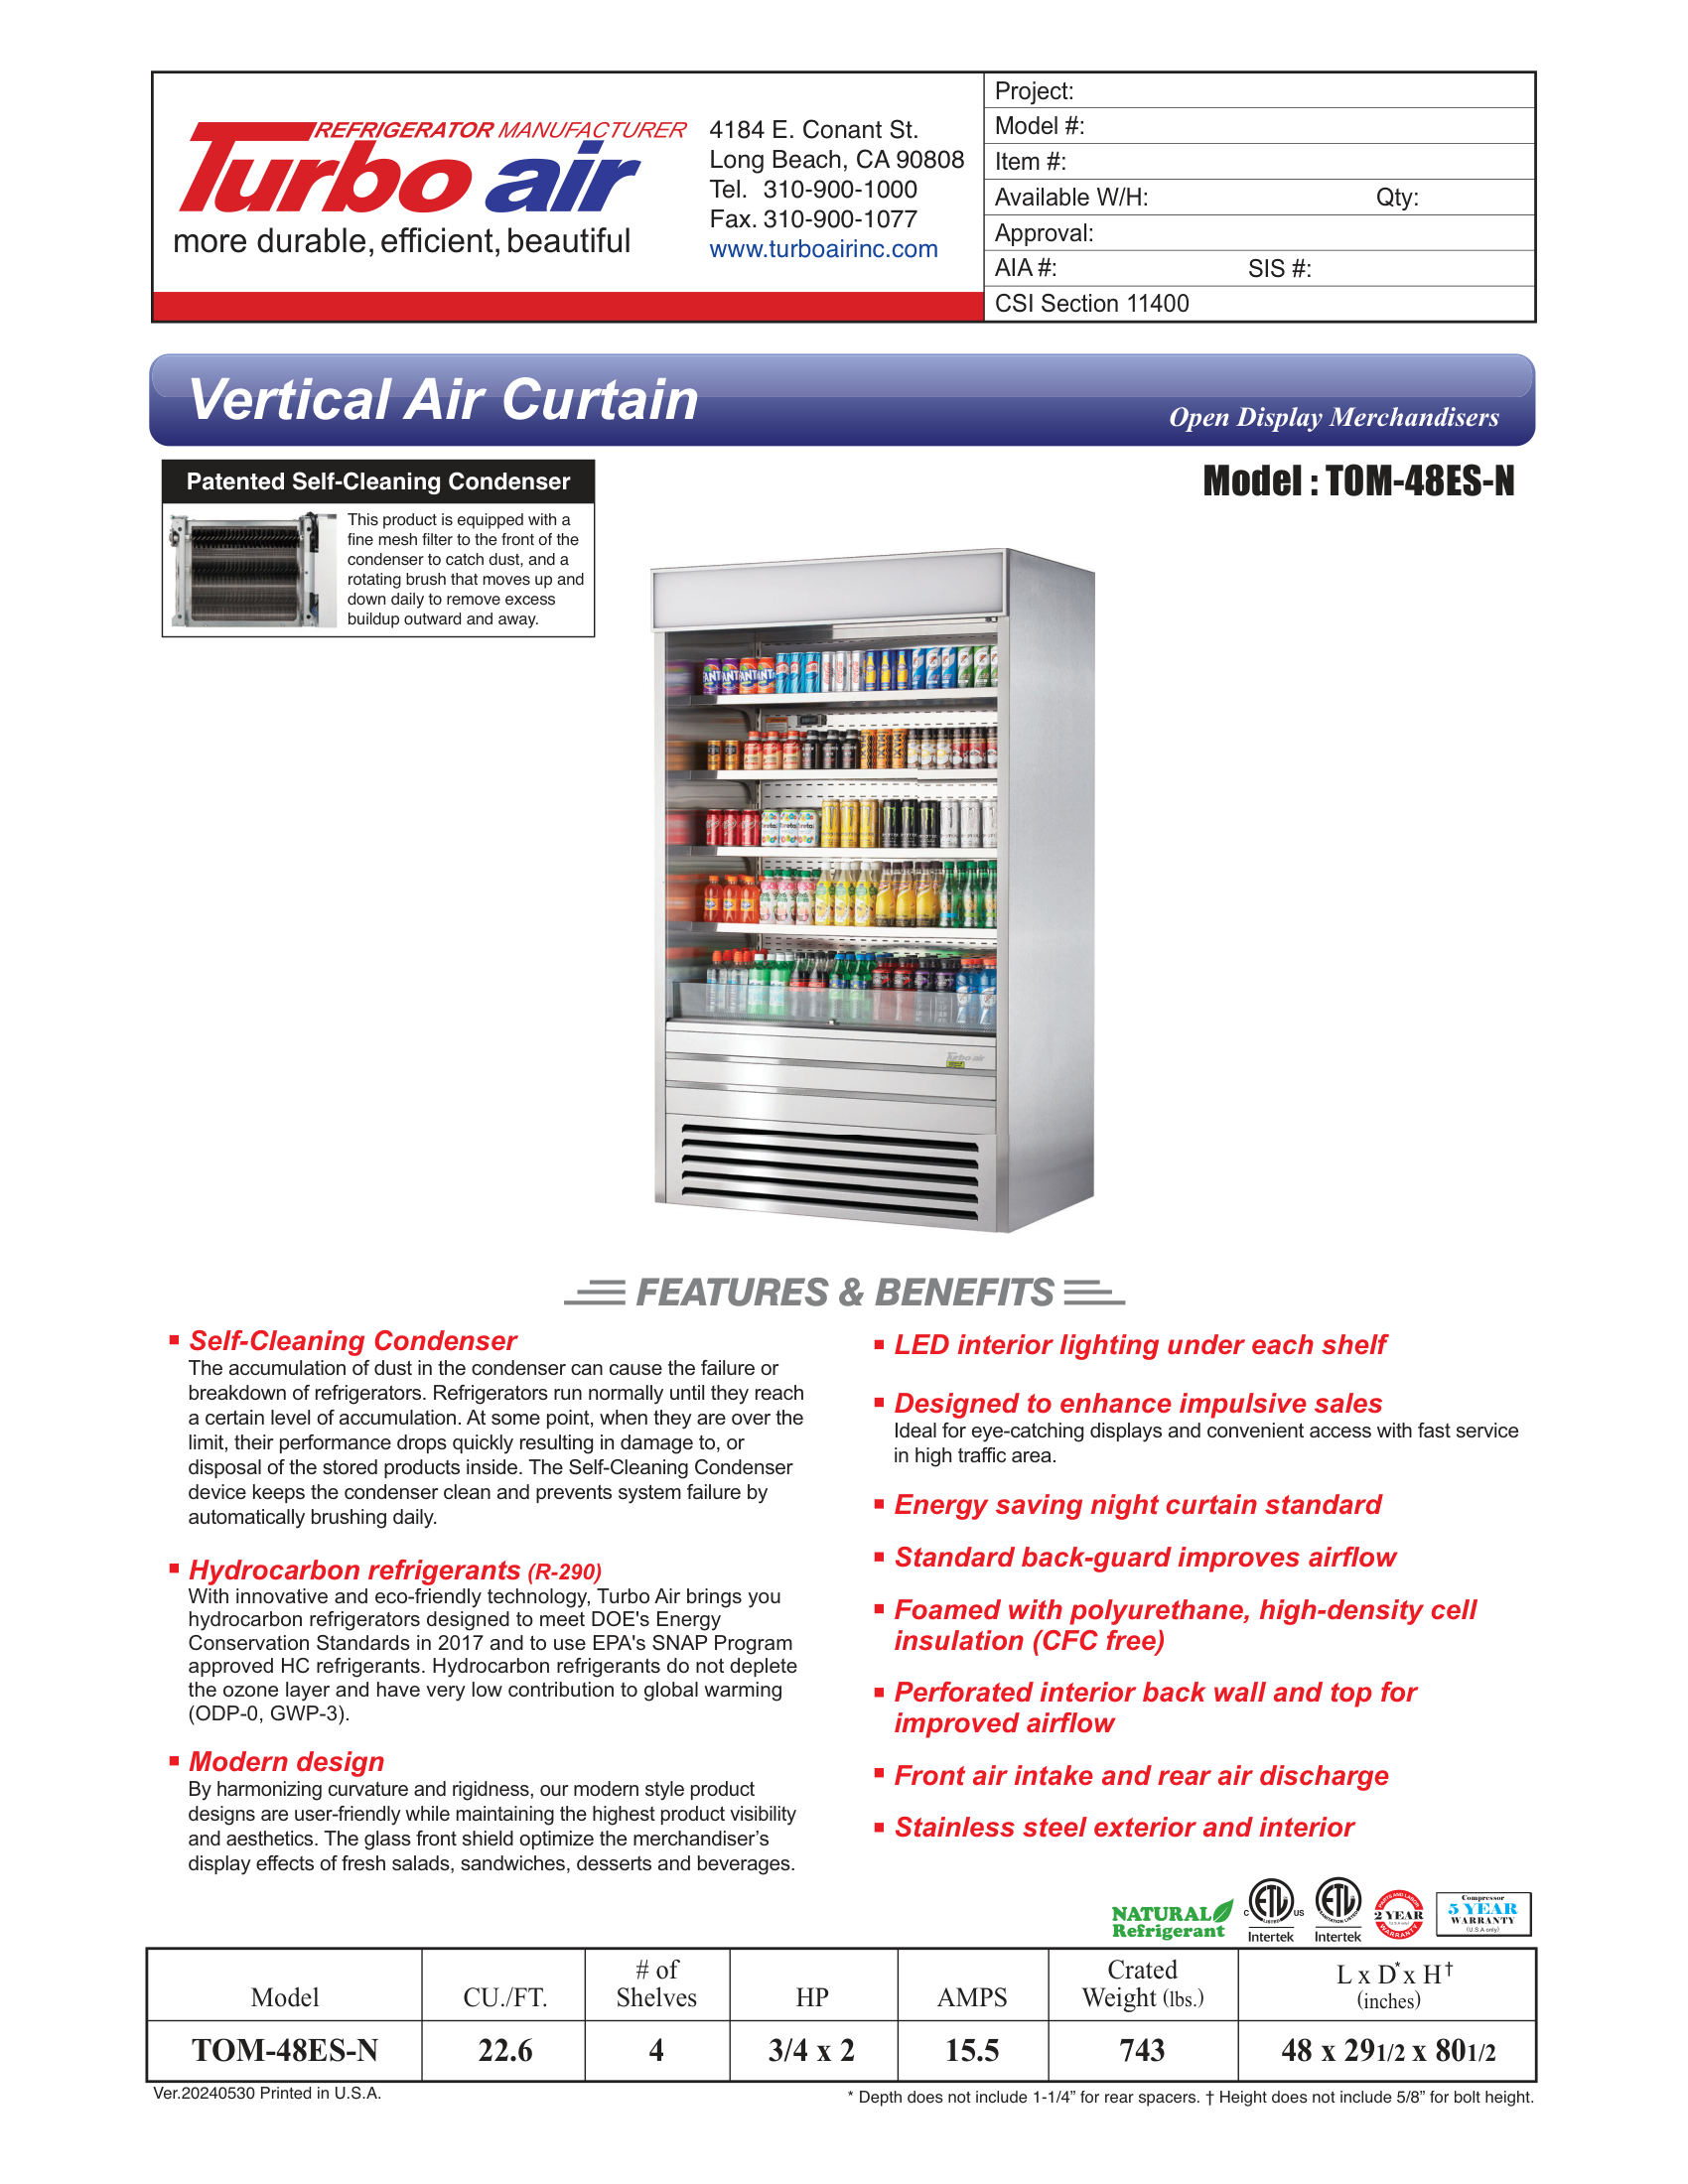 REFRIGERATOR MANUFACTURER
Turbo air
more durable, efficient, beautiful
4184 E. Conant St.
Long Beach, CA 90808
Tel. 310-900-1000
Fax. 310-900-1077
www.turboairinc.com
Project:
Model #:
Item #:
Available W/H: Qty:
Approval:
AIA #: SIS #:
CSI Section 11400
Vertical Air Curtain
Open Display Merchandisers
Patented Self-Cleaning Condenser
This product is equipped with a
fine mesh filter to the front of the
condenser to catch dust, and a
rotating brush that moves up and
down daily to remove excess
buildup outward and away.
Model : TOM-48ES-N
Turbo air
FEATURES & BENEFITS
Self-Cleaning Condenser
The accumulation of dust in the condenser can cause the failure or
breakdown of refrigerators. Refrigerators run normally until they reach
a certain level of accumulation. At some point, when they are over the
limit, their performance drops quickly resulting in damage to, or
disposal of the stored products inside. The Self-Cleaning Condenser
device keeps the condenser clean and prevents system failure by
automatically brushing daily.
Hydrocarbon refrigerants (R-290)
With innovative and eco-friendly technology, Turbo Air brings you
hydrocarbon refrigerators designed to meet DOE's Energy
Conservation Standards in 2017 and to use EPA's SNAP Program
approved HC refrigerants. Hydrocarbon refrigerants do not deplete
the ozone layer and have very low contribution to global warming
(ODP-0, GWP-3).
Modern design
By harmonizing curvature and rigidness, our modern style product
designs are user-friendly while maintaining the highest product visibility
and aesthetics. The glass front shield optimize the merchandiser's
display effects of fresh salads, sandwiches, desserts and beverages.
LED interior lighting under each shelf
Designed to enhance impulsive sales
Ideal for eye-catching displays and convenient access with fast service
in high traffic area.
Energy saving night curtain standard
Standard back-guard improves airflow
Foamed with polyurethane, high-density cell
insulation (CFC free)
Perforated interior back wall and top for
improved airflow
Front air intake and rear air discharge
Stainless steel exterior and interior
NATURAL
Refrigerant
C ETL US
LISTED
Intertek
ETL
SANITATION LISTED
Intertek
PARTS AND LABOR
2 YEAR
(U.S.A only)
WARRANTY
Compressor
5 YEAR
WARRANTY
(U.S.A only)
Model CU./FT. # of Shelves HP AMPS Crated Weight (lbs.) L x D* x H† (inches)
TOM-48ES-N 22.6 4 3/4 x 2 15.5 743 48 x 291/2 x 801/2
Ver.20240530 Printed in U.S.A.
* Depth does not include 1-1/4” for rear spacers. † Height does not include 5/8” for bolt height.